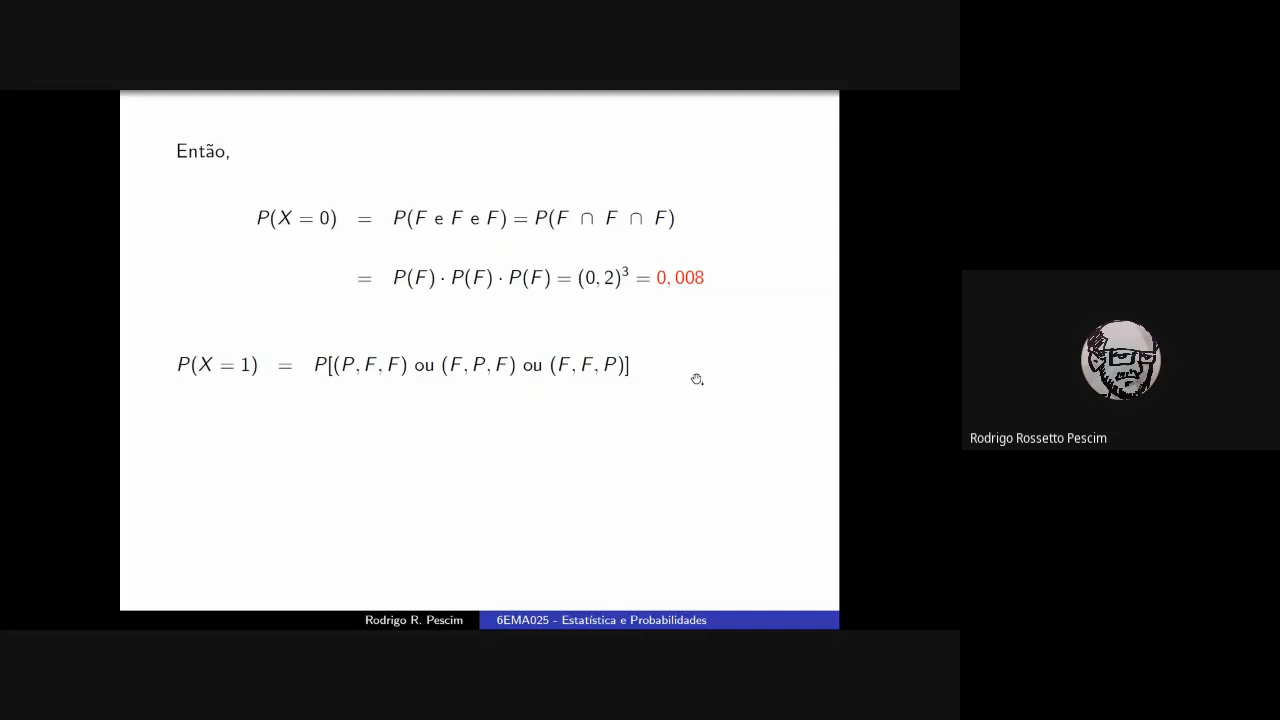 Então,
P(X = 0) = P(F e F e F) = P(F ∩ F ∩ F)
= P(F) · P(F) · P(F) = (0, 2)³ = 0, 008
P(X = 1) = P[(P, F, F) ou (F, P, F) ou (F, F, P)]
Rodrigo Rossetto Pescim
Rodrigo R. Pescim 6EMA025 - Estatística e Probabilidades